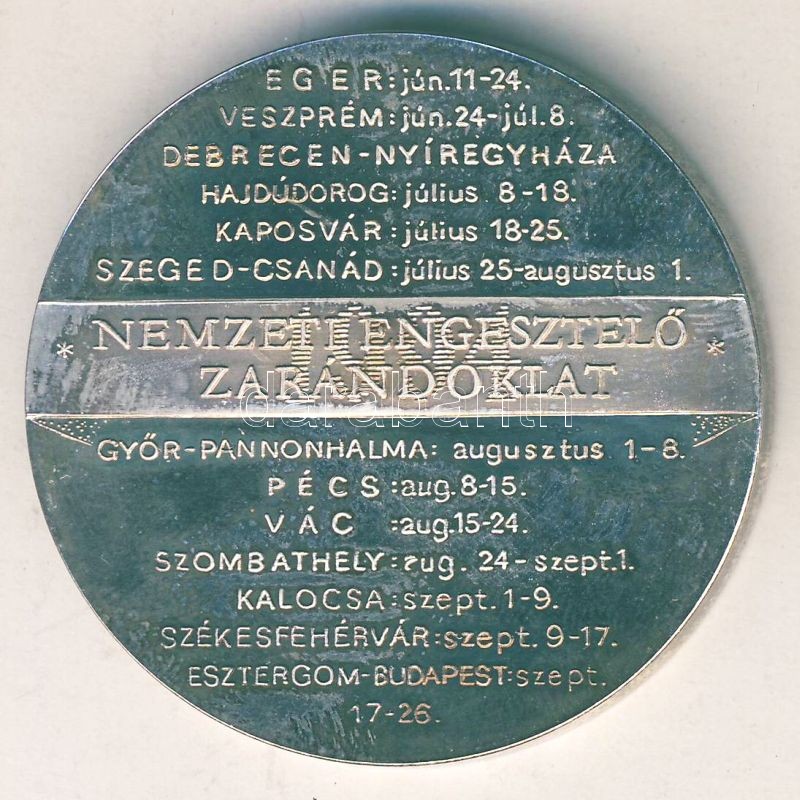 EGER:jún.11-24.
VESZPRÉM:jún.24-júl.8.
DEBRECEN-NYÍREGYHÁZA
HAJDÚDOROG:július 8-18.
KAPOSVÁR:július 18-25.
SZEGED-CSANÁD:július 25-augusztus 1.
* NEMZETI ENGESZTELŐ *
ZARÁNDOKLAT
darabanth
GYŐR-PANNONHALMA: augusztus 1-8.
PÉCS:aug.8-15.
VÁC :aug.15-24.
SZOMBATHELY:aug. 24-szept.1.
KALOCSA:szept. 1-9.
SZÉKESFEHÉRVÁR:szept. 9-17.
ESZTERGOM-BUDAPEST:szept.
17-26.